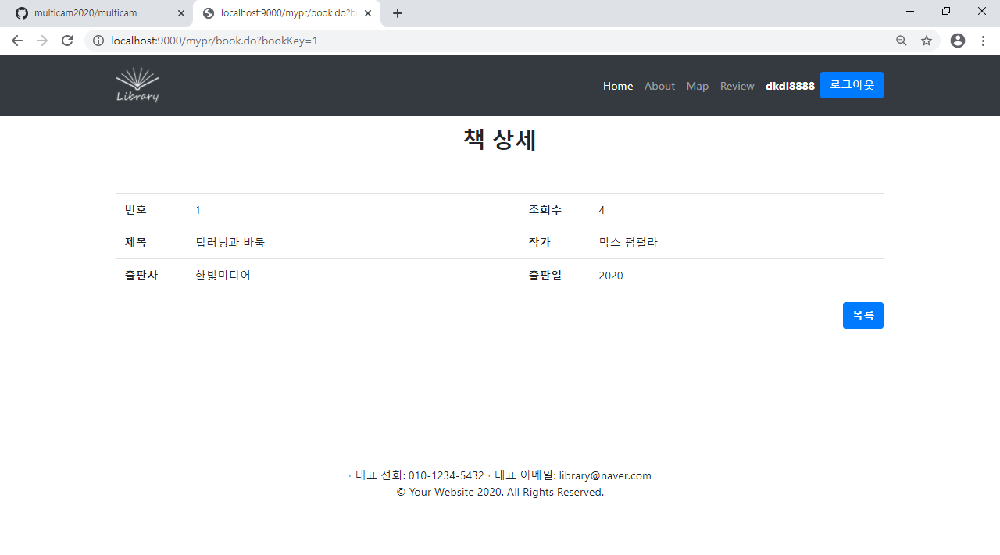 multicam2020/multicam
localhost:9000/mypr/book.do?b
localhost:9000/mypr/book.do?bookKey=1
Library
Home About Map Review dkdl8888 로그아웃
책 상세
번호 1 조회수 4
제목 딥러닝과 바둑 작가 막스 펌펄라
출판사 한빛미디어 출판일 2020
목록
· 대표 전화: 010-1234-5432 · 대표 이메일: library@naver.com
© Your Website 2020. All Rights Reserved.